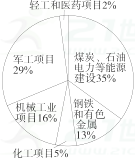 轻工和医药项目2%
军工项目
29%
煤炭、石油
电力等能源
建设35%
机械工业
项目16%
钢铁
和有色
金属
13%
化工项目5%